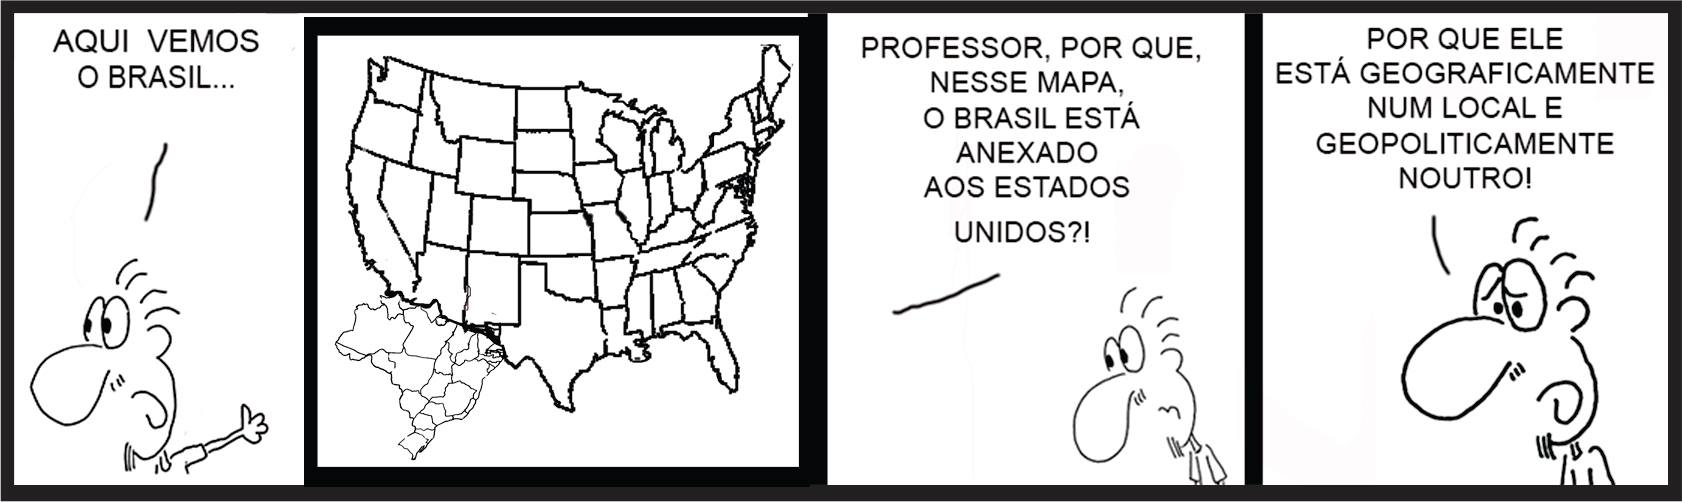 AQUI VEMOS
O BRASIL...
PROFESSOR, POR QUE,
NESSE MAPA,
O BRASIL ESTÁ
ANEXADO
AOS ESTADOS
UNIDOS?!
POR QUE ELE
ESTÁ GEOGRAFICAMENTE
NUM LOCAL E
GEOPOLITICAMENTE
NOUTRO!